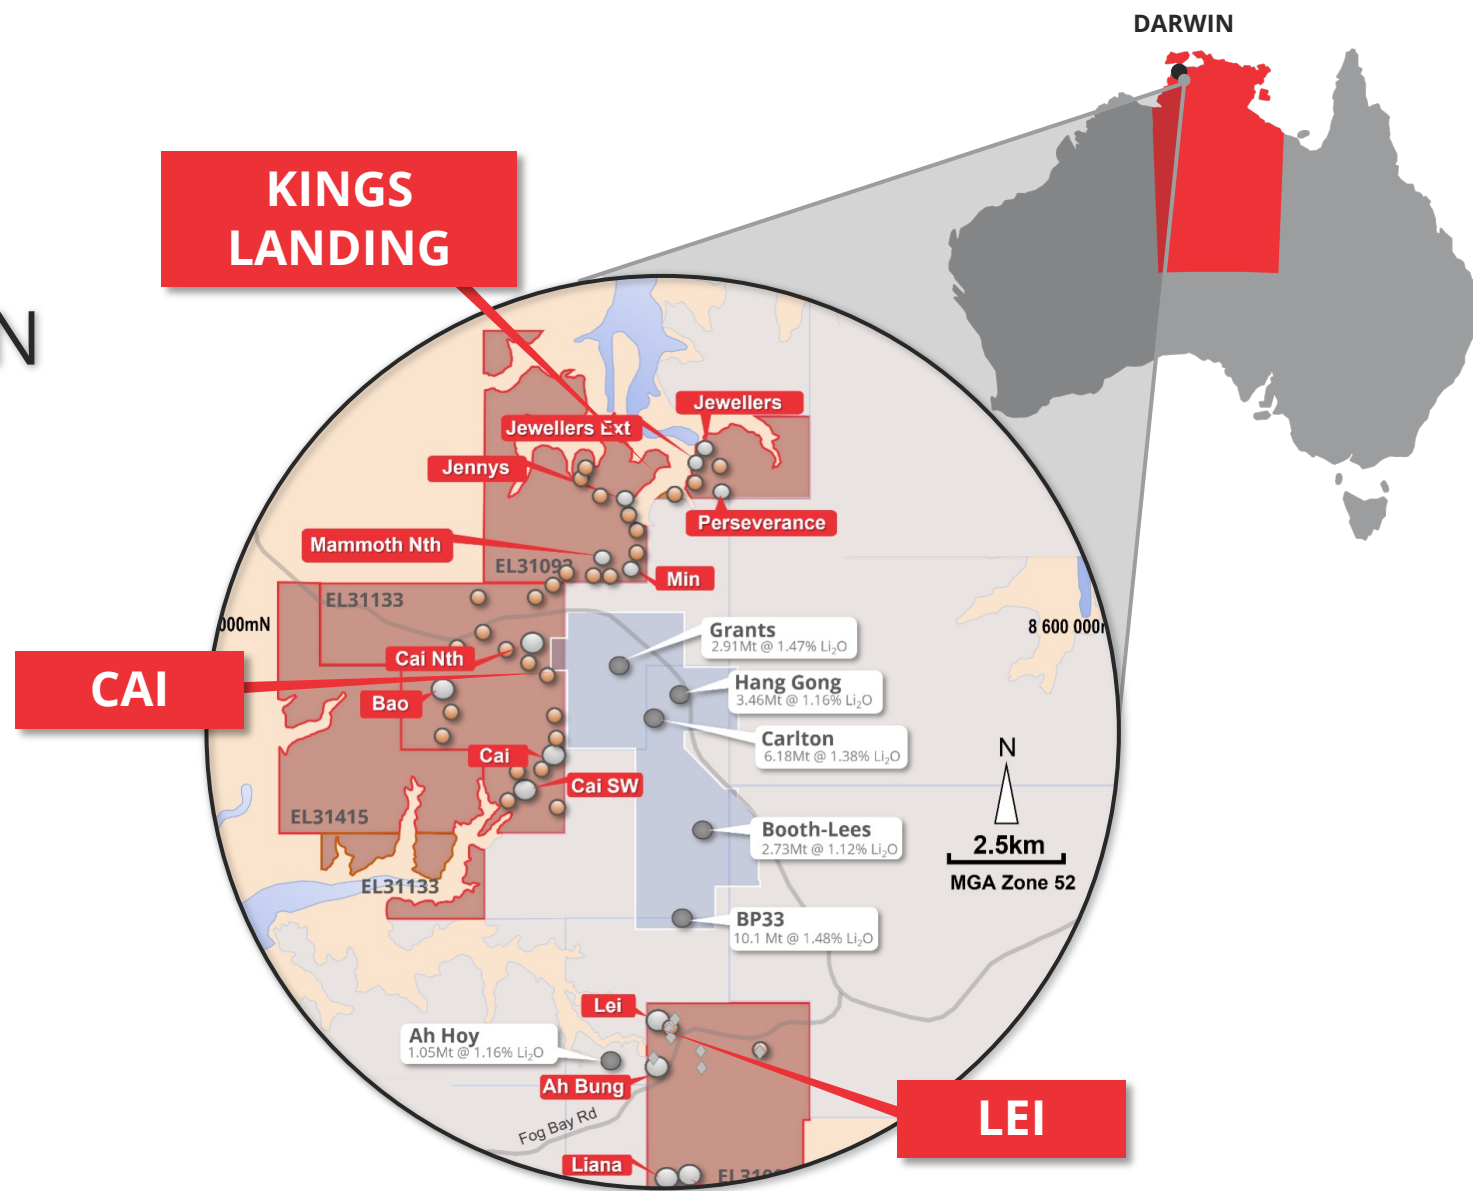 DARWIN
KINGS
LANDING
N
Jewellers
Jewellers Ext
Jennys
Perseverance
Mammoth Nth
Min
EL31133
000mN
8 600 000
Grants
2.91Mt @ 1.47% Li₂O
Cai Nth
CAI
Hang Gong
3.46Mt @ 1.16% Li₂O
Bao
Carlton
6.18Mt @ 1.38% Li₂O
N
Cai
Cai SW
EL31415
Booth-Lees
2.73Mt @ 1.12% Li₂O
2.5km
MGA Zone 52
EL31133
BP33
10.1 Mt @ 1.48% Li₂O
Lei
Ah Hoy
1.05Mt @ 1.16% Li₂O
Ah Bung
LEI
Fog Bay Rd
Liana